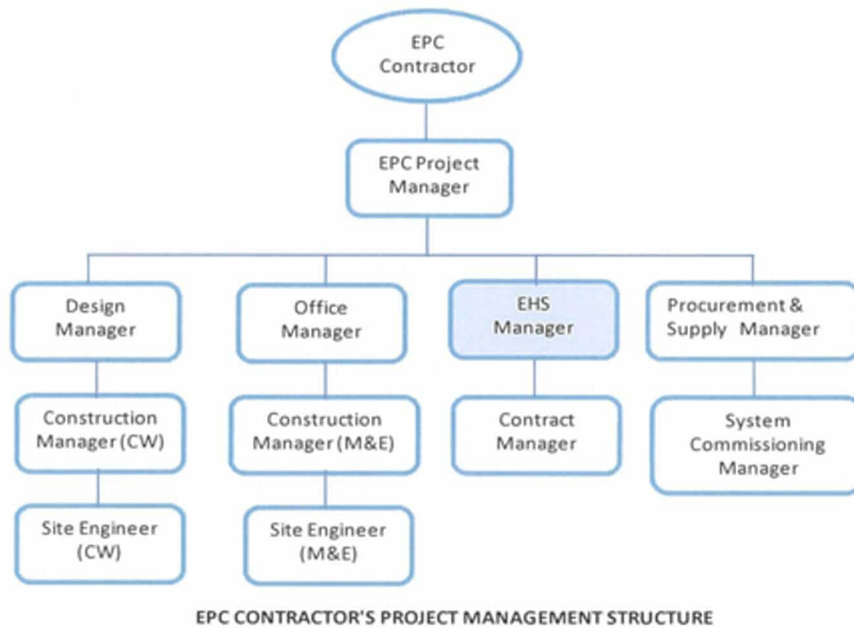 EPC
Contractor
EPC Project
Manager
Design
Manager
Office
Manager
EHS
Manager
Procurement &
Supply Manager
Construction
Manager (CW)
Construction
Manager (M&E)
Contract
Manager
System
Commissioning
Manager
Site Engineer
(CW)
Site Engineer
(M&E)
EPC CONTRACTOR'S PROJECT MANAGEMENT STRUCTURE